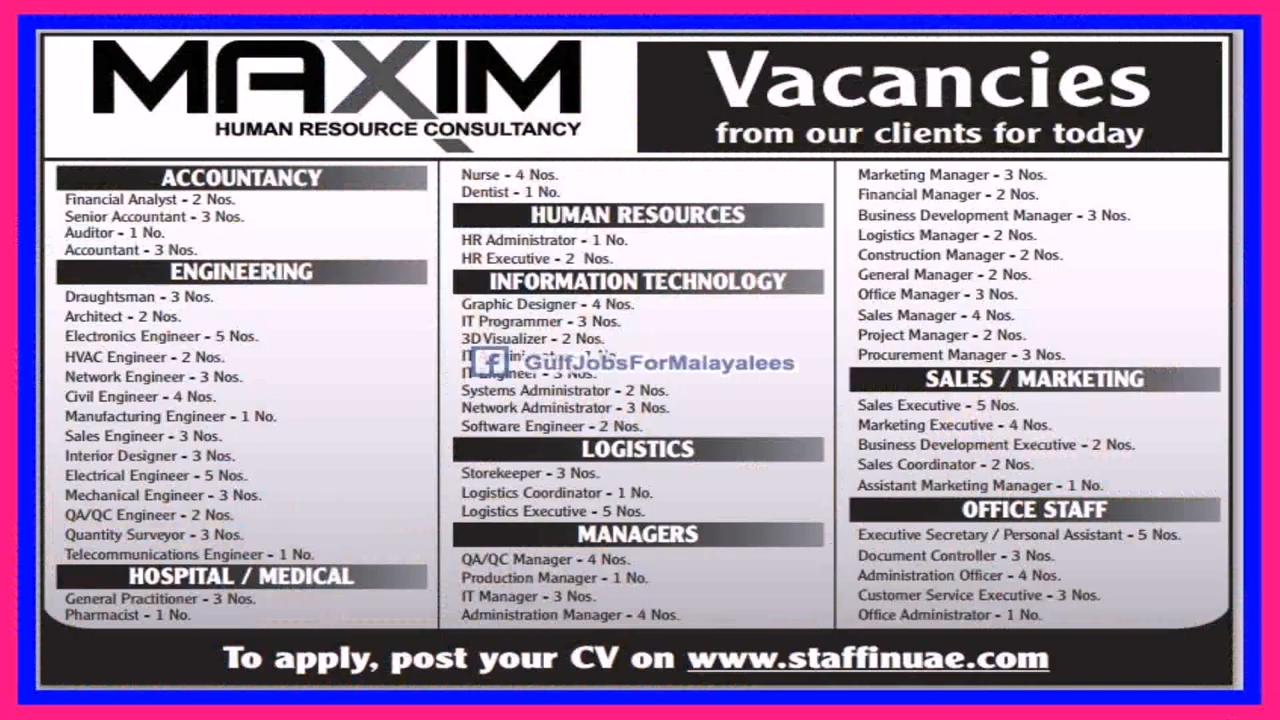 MAXIM
HUMAN RESOURCE CONSULTANCY
Vacancies
from our clients for today
ACCOUNTANCY
Financial Analyst - 2 Nos.
Senior Accountant - 3 Nos.
Auditor - 1 No.
Accountant - 3 Nos.
ENGINEERING
Draughtsman - 3 Nos.
Architect - 2 Nos.
Electronics Engineer - 5 Nos.
HVAC Engineer - 2 Nos.
Network Engineer - 3 Nos.
Civil Engineer - 4 Nos.
Manufacturing Engineer - 1 No.
Sales Engineer - 3 Nos.
Interior Designer - 3 Nos.
Electrical Engineer - 5 Nos.
Mechanical Engineer - 3 Nos.
QA/QC Engineer - 2 Nos.
Quantity Surveyor - 3 Nos.
Telecommunications Engineer - 1 No.
HOSPITAL / MEDICAL
General Practitioner - 3 Nos.
Pharmacist - 1 No.
Nurse - 4 Nos.
Dentist - 1 No.
HUMAN RESOURCES
HR Administrator - 1 No.
HR Executive - 2 Nos.
INFORMATION TECHNOLOGY
Graphic Designer - 4 Nos.
IT Programmer - 3 Nos.
3D Visualizer - 2 Nos.
IT
f GulfJobsForMalayalees
IT Engineer - 3 Nos.
Systems Administrator - 2 Nos.
Network Administrator - 3 Nos.
Software Engineer - 2 Nos.
LOGISTICS
Storekeeper - 3 Nos.
Logistics Coordinator - 1 No.
Logistics Executive - 5 Nos.
MANAGERS
QA/QC Manager - 4 Nos.
Production Manager - 1 No.
IT Manager - 3 Nos.
Administration Manager - 4 Nos.
Marketing Manager - 3 Nos.
Financial Manager - 2 Nos.
Business Development Manager - 3 Nos.
Logistics Manager - 2 Nos.
Construction Manager - 2 Nos.
General Manager - 2 Nos.
Office Manager - 3 Nos.
Sales Manager - 4 Nos.
Project Manager - 2 Nos.
Procurement Manager - 3 Nos.
SALES / MARKETING
Sales Executive - 5 Nos.
Marketing Executive - 4 Nos.
Business Development Executive - 2 Nos.
Sales Coordinator - 2 Nos.
Assistant Marketing Manager - 1 No.
OFFICE STAFF
Executive Secretary / Personal Assistant - 5 Nos.
Document Controller - 3 Nos.
Administration Officer - 4 Nos.
Customer Service Executive - 3 Nos.
Office Administrator - 1 No.
To apply, post your CV on www.staffinuae.com